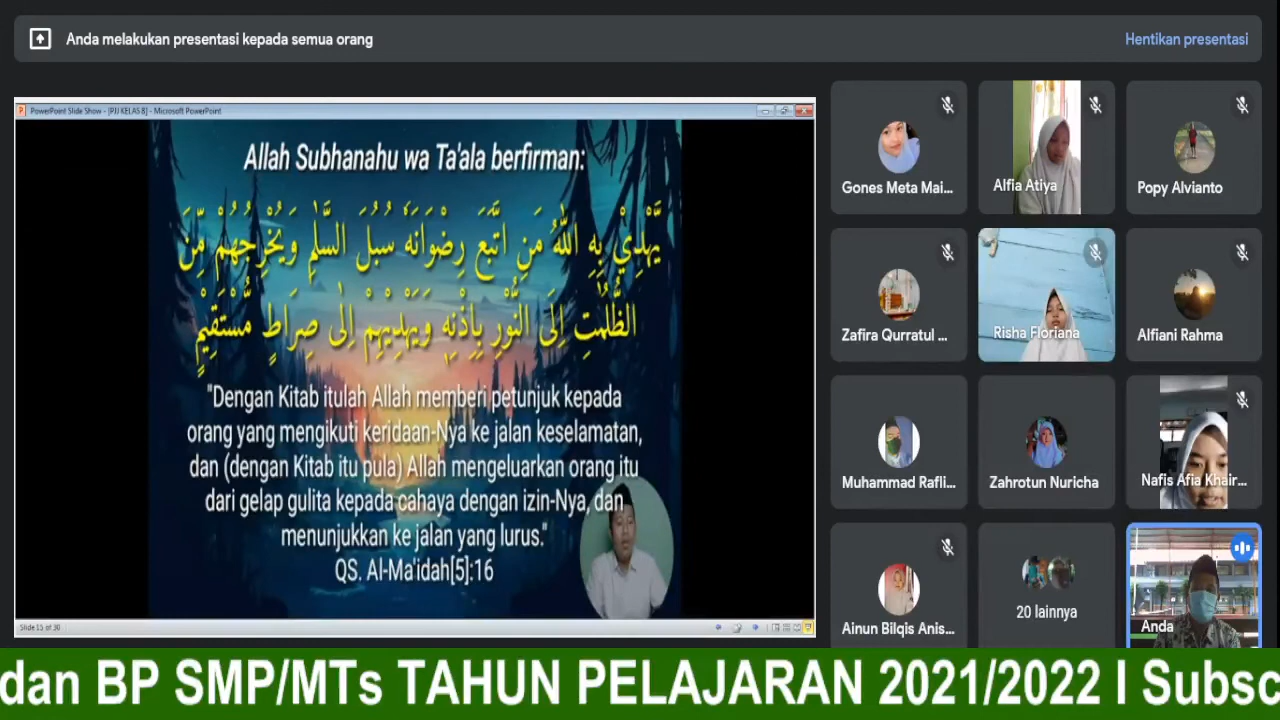 Anda melakukan presentasi kepada semua orang
Hentikan presentasi
PowerPoint Slide Show - [PJJ KELAS 8] - Microsoft PowerPoint
Allah Subhanahu wa Ta'ala berfirman:
يَّهْدِيْ بِهِ اللّٰهُ مَنِ اتَّبَعَ رِضْوَانَهٗ سُبُلَ السَّلٰمِ وَيُخْرِجُهُمْ مِّنَ
الظُّلُمٰتِ اِلَى النُّوْرِ بِاِذْنِهٖ وَيَهْدِيْهِمْ اِلٰى صِرَاطٍ مُّسْتَقِيْمٍ
"Dengan Kitab itulah Allah memberi petunjuk kepada
orang yang mengikuti keridaan-Nya ke jalan keselamatan,
dan (dengan Kitab itu pula) Allah mengeluarkan orang itu
dari gelap gulita kepada cahaya dengan izin-Nya, dan
menunjukkan ke jalan yang lurus."
QS. Al-Ma'idah[5]:16
Slide 15 of 30
Gones Meta Mai...
Alfia Atiya
Popy Alvianto
Zafira Qurratul ...
Risha Floriana
Alfiani Rahma
Muhammad Rafli...
Zahrotun Nuricha
Nafis Afia Khair...
Ainun Bilqis Anis...
20 lainnya
Anda
dan BP SMP/MTs TAHUN PELAJARAN 2021/2022 I Subsc